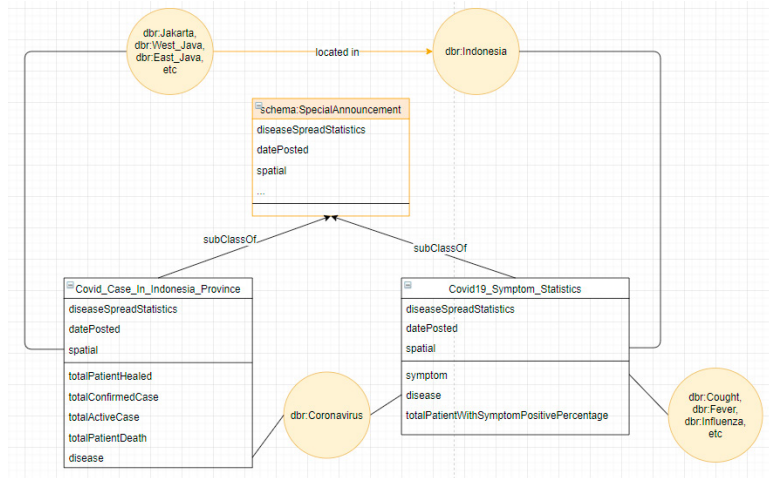 dbr:Jakarta,
dbr:West_Java,
dbr:East_Java,
etc
located in
dbr:Indonesia
schema:SpecialAnnouncement
diseaseSpreadStatistics
datePosted
spatial
...
subClassOf
subClassOf
Covid_Case_In_Indonesia_Province
diseaseSpreadStatistics
datePosted
spatial
totalPatientHealed
totalConfirmedCase
totalActiveCase
totalPatientDeath
disease
dbr:Coronavirus
Covid19_Symptom_Statistics
diseaseSpreadStatistics
datePosted
spatial
symptom
disease
totalPatientWithSymptomPositivePercentage
dbr:Cought,
dbr:Fever,
dbr:Influenza,
etc